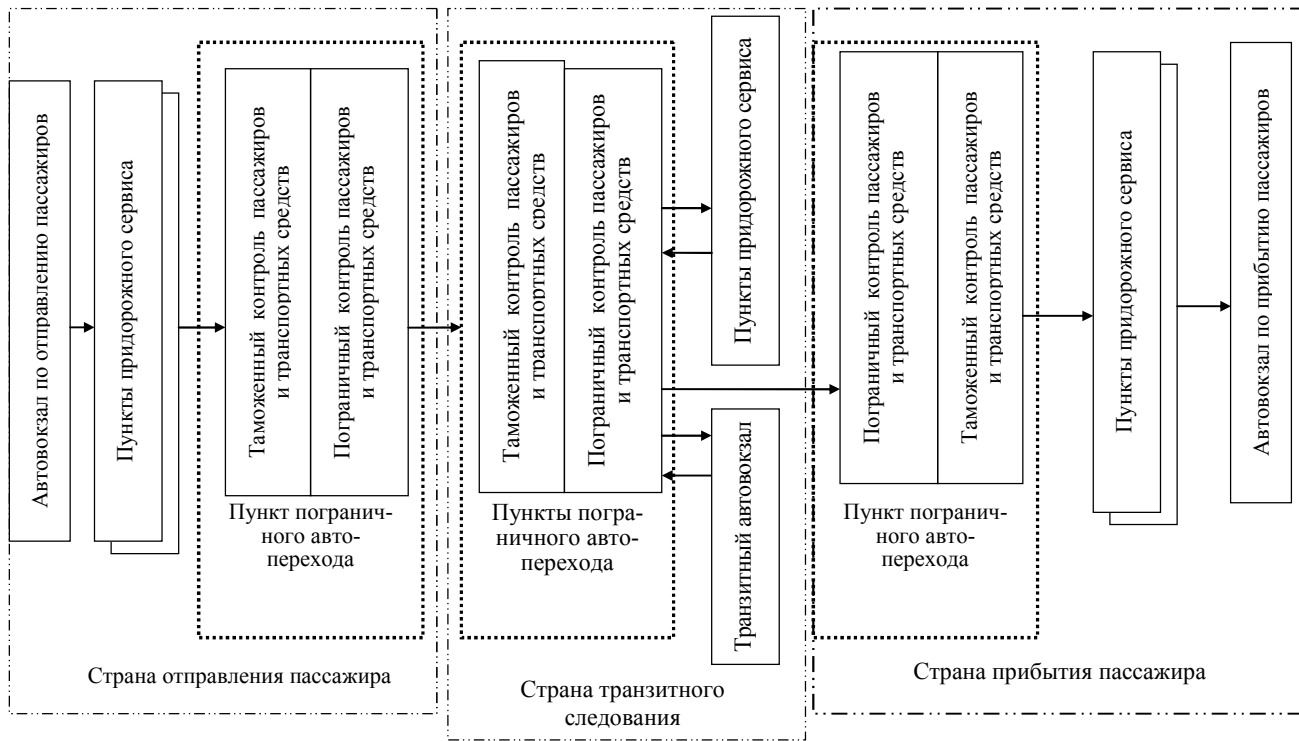 Автовокзал по отправлению пассажиров
Пункты придорожного сервиса
Таможенный контроль пассажиров
и транспортных средств
Пограничный контроль пассажиров
и транспортных средств
Пункт погранич-
ного авто-
перехода
Страна отправления пассажира
Таможенный контроль пассажиров
и транспортных средств
Пограничный контроль пассажиров
и транспортных средств
Пункты погра-
ничного авто-
перехода
Пункты придорожного сервиса
Транзитный автовокзал
Страна транзитного
следования
Пограничный контроль пассажиров
и транспортных средств
Таможенный контроль пассажиров
и транспортных средств
Пункт погранич-
ного авто-
перехода
Пункты придорожного сервиса
Автовокзал по прибытию пассажиров
Страна прибытия пассажира